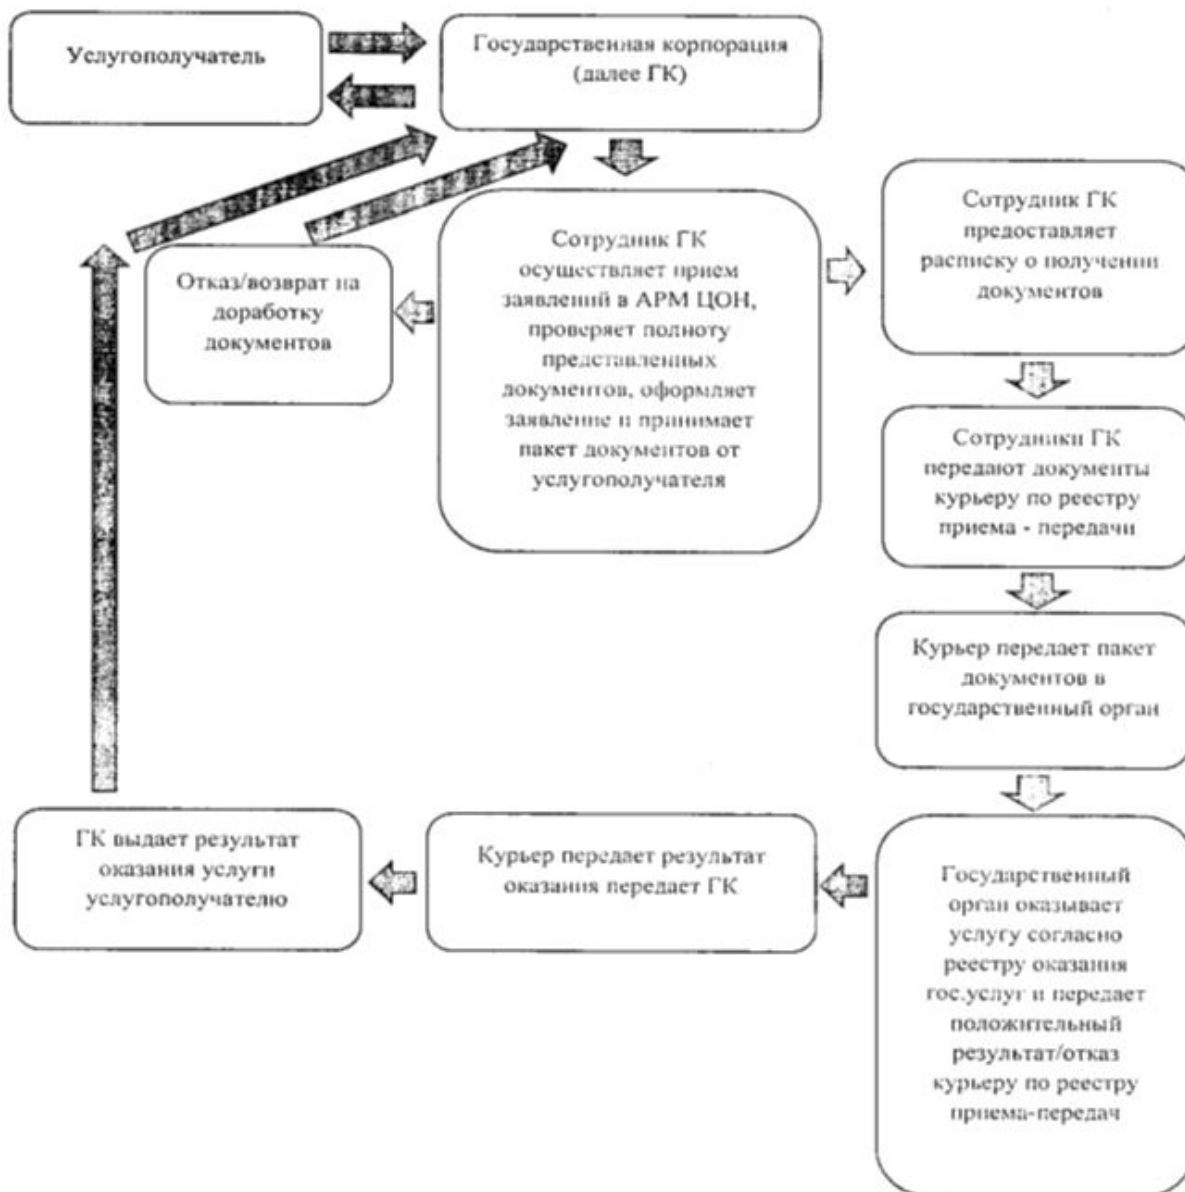 Услугополучатель
Государственная корпорация
(далее ГК)
Сотрудник ГК
осуществляет прием
заявлений в АРМ ЦОН,
проверяет полноту
представленных
документов, оформляет
заявление и принимает
пакет документов от
услугополучателя
Отказ/возврат на
доработку
документов
Сотрудник ГК
предоставляет
расписку о получении
документов
Сотрудники ГК
передают документы
курьеру по реестру
приема - передачи
Курьер передает пакет
документов в
государственный орган
Государственный
орган оказывает
услугу согласно
реестру оказания
гос.услуг и передает
положительный
результат/отказ
курьеру по реестру
приема-передач
Курьер передает результат
оказания передает ГК
ГК выдает результат
оказания услуги
услугополучателю